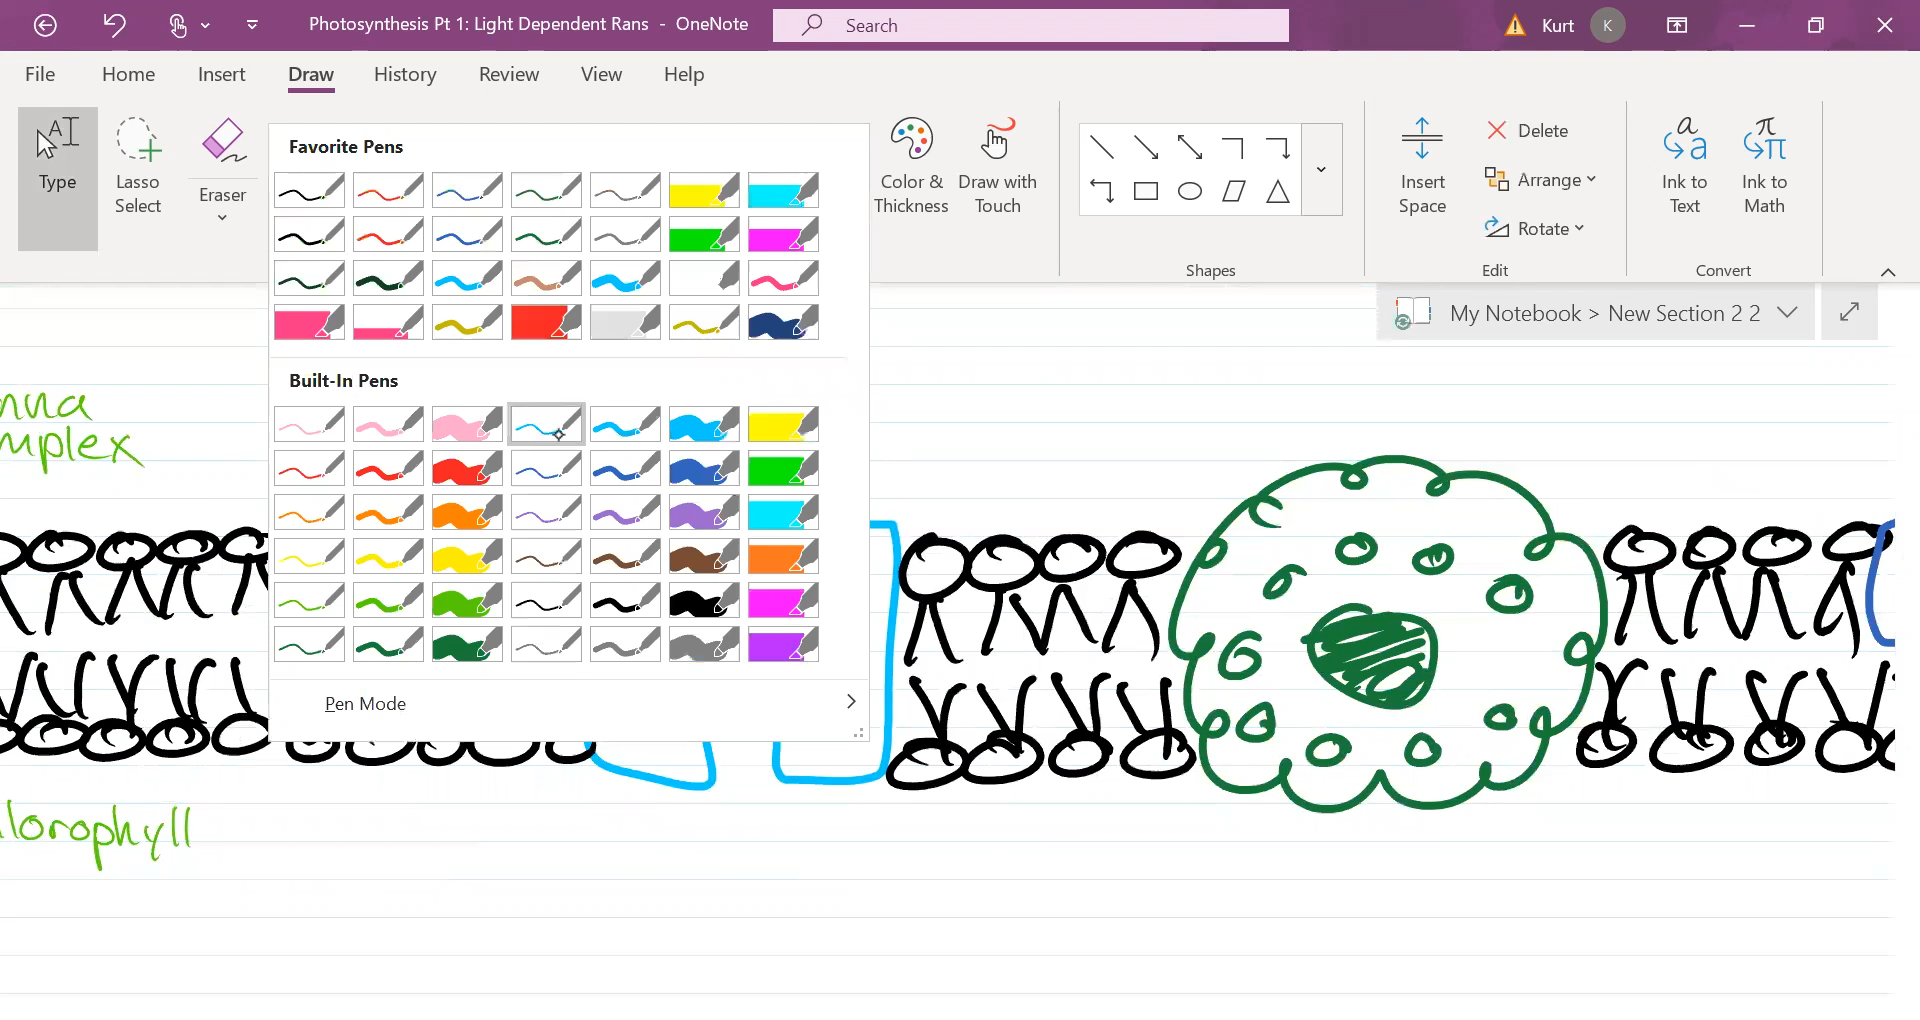 Photosynthesis Pt 1: Light Dependent Rans - OneNote
Search
Kurt
K
File Home Insert Draw History Review View Help
Type
Lasso Select
Eraser
Favorite Pens
Built-In Pens
Pen Mode
Color & Thickness
Draw with Touch
Shapes
Insert Space
Delete
Arrange
Rotate
Edit
Ink to Text
Ink to Math
Convert
My Notebook > New Section 2 2
nna
mplex
lorophyll